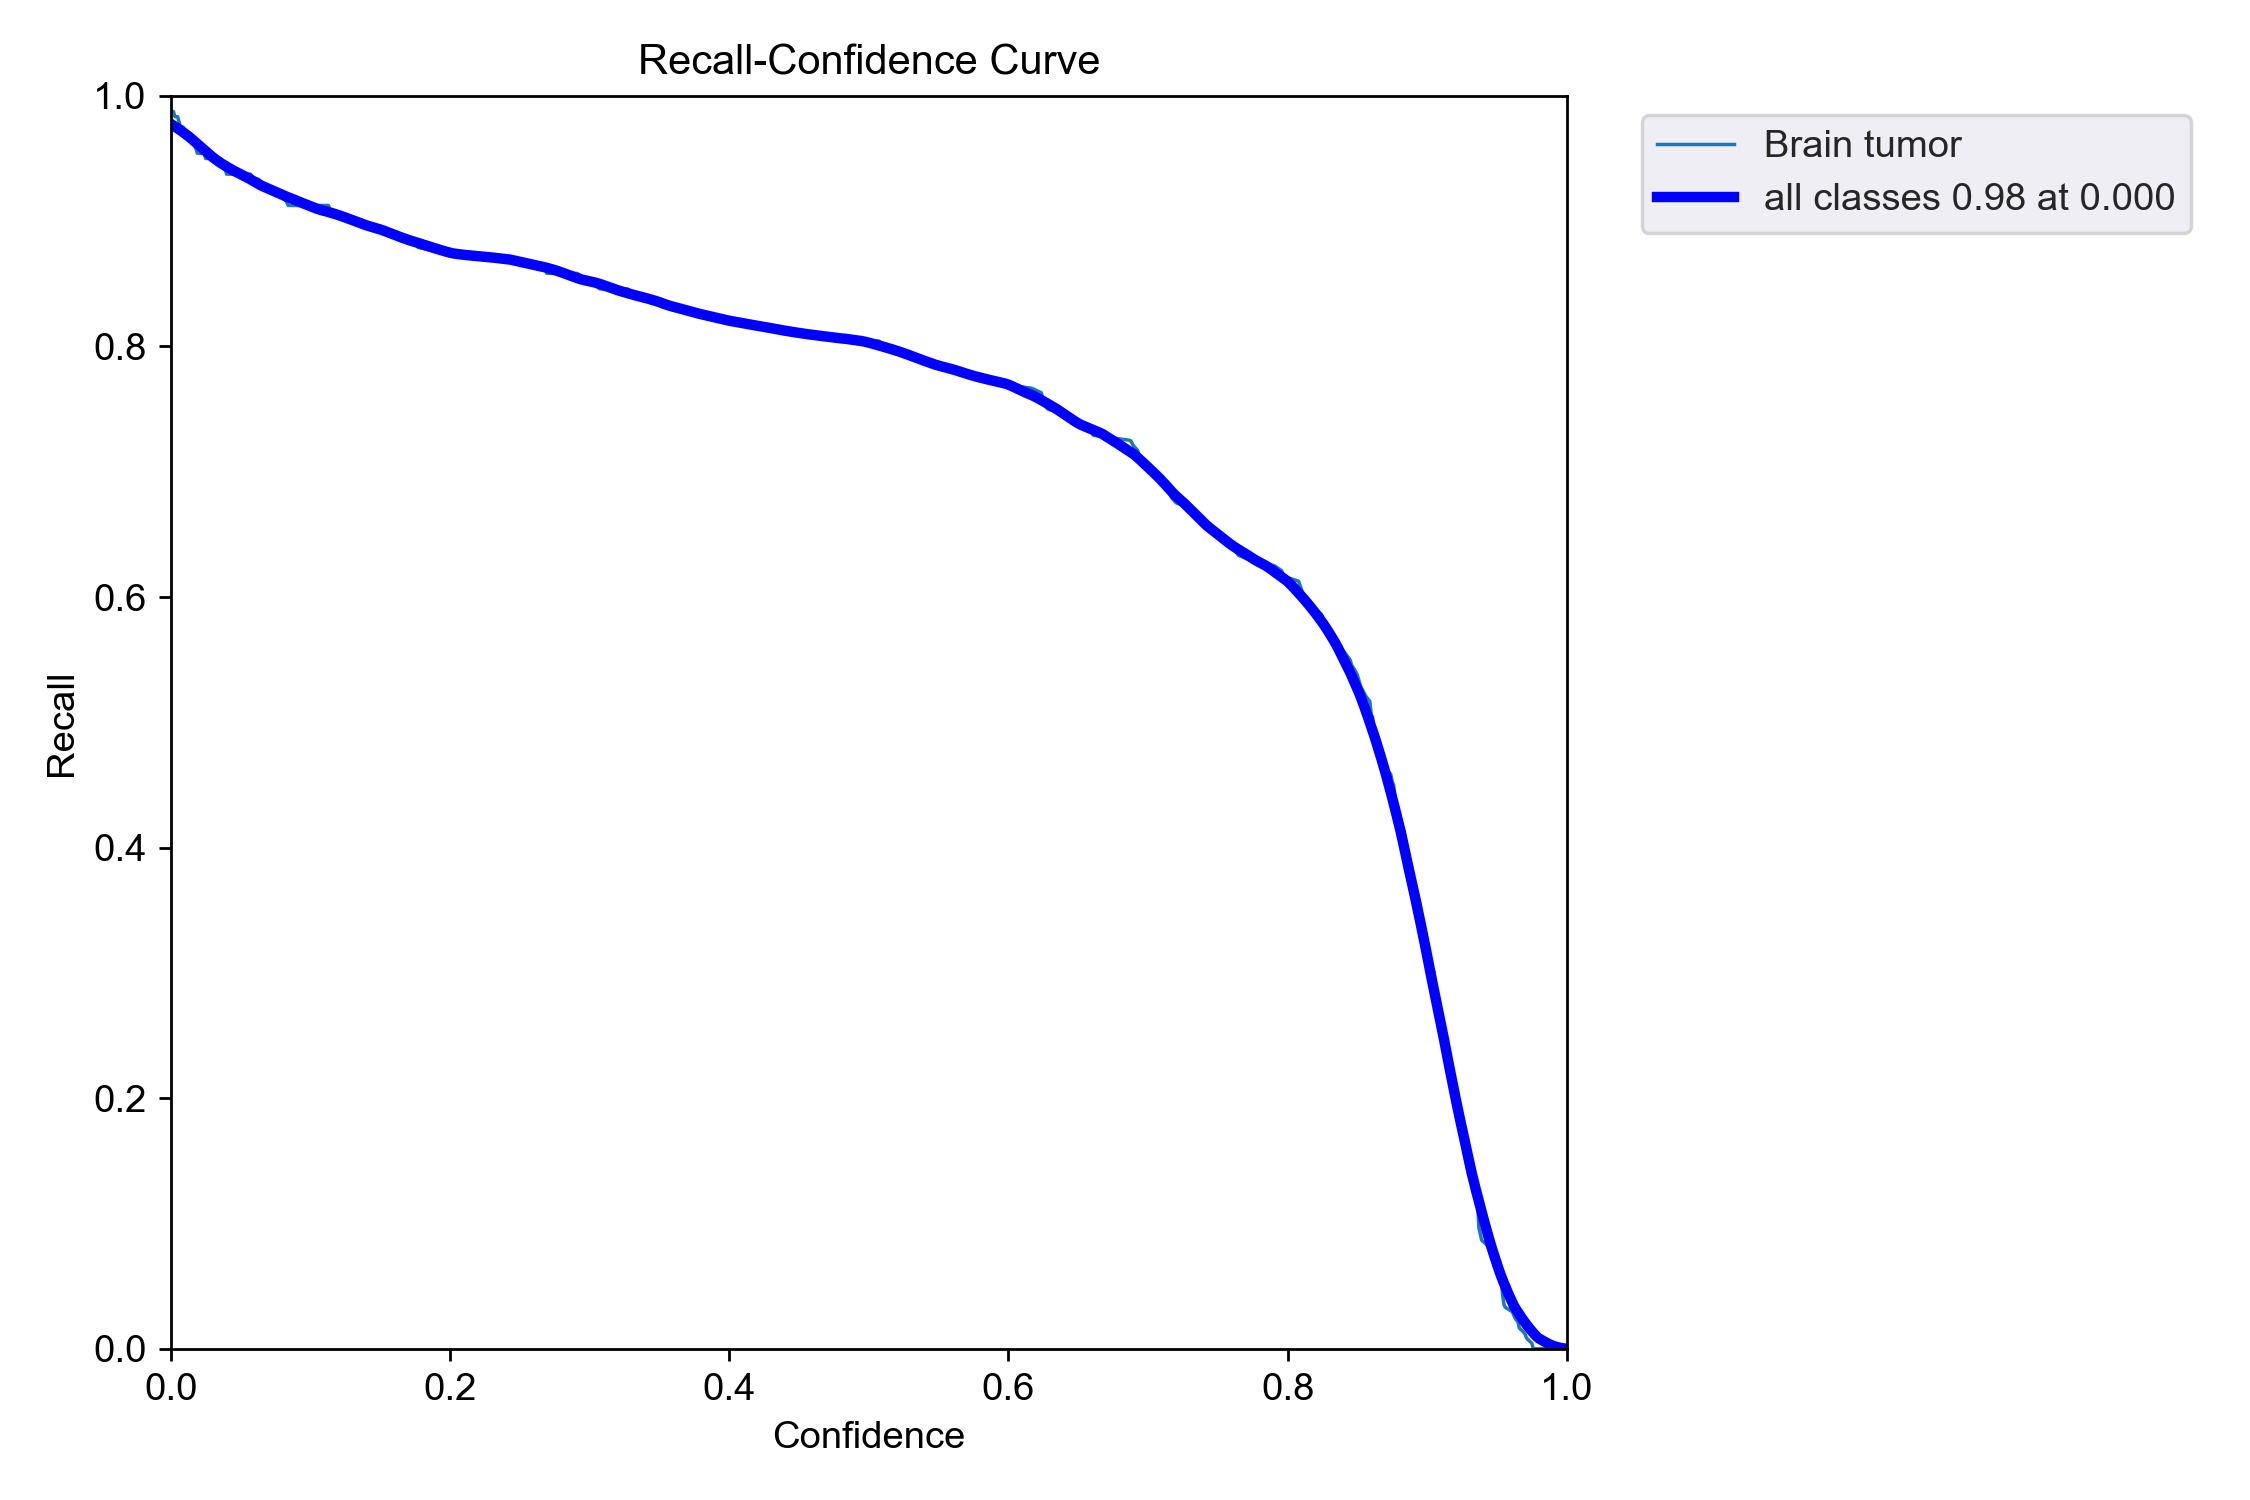 Recall-Confidence Curve
1.0
0.8
0.6
0.4
0.2
0.0
Recall
0.0 0.2 0.4 0.6 0.8 1.0
Confidence
Brain tumor
all classes 0.98 at 0.000